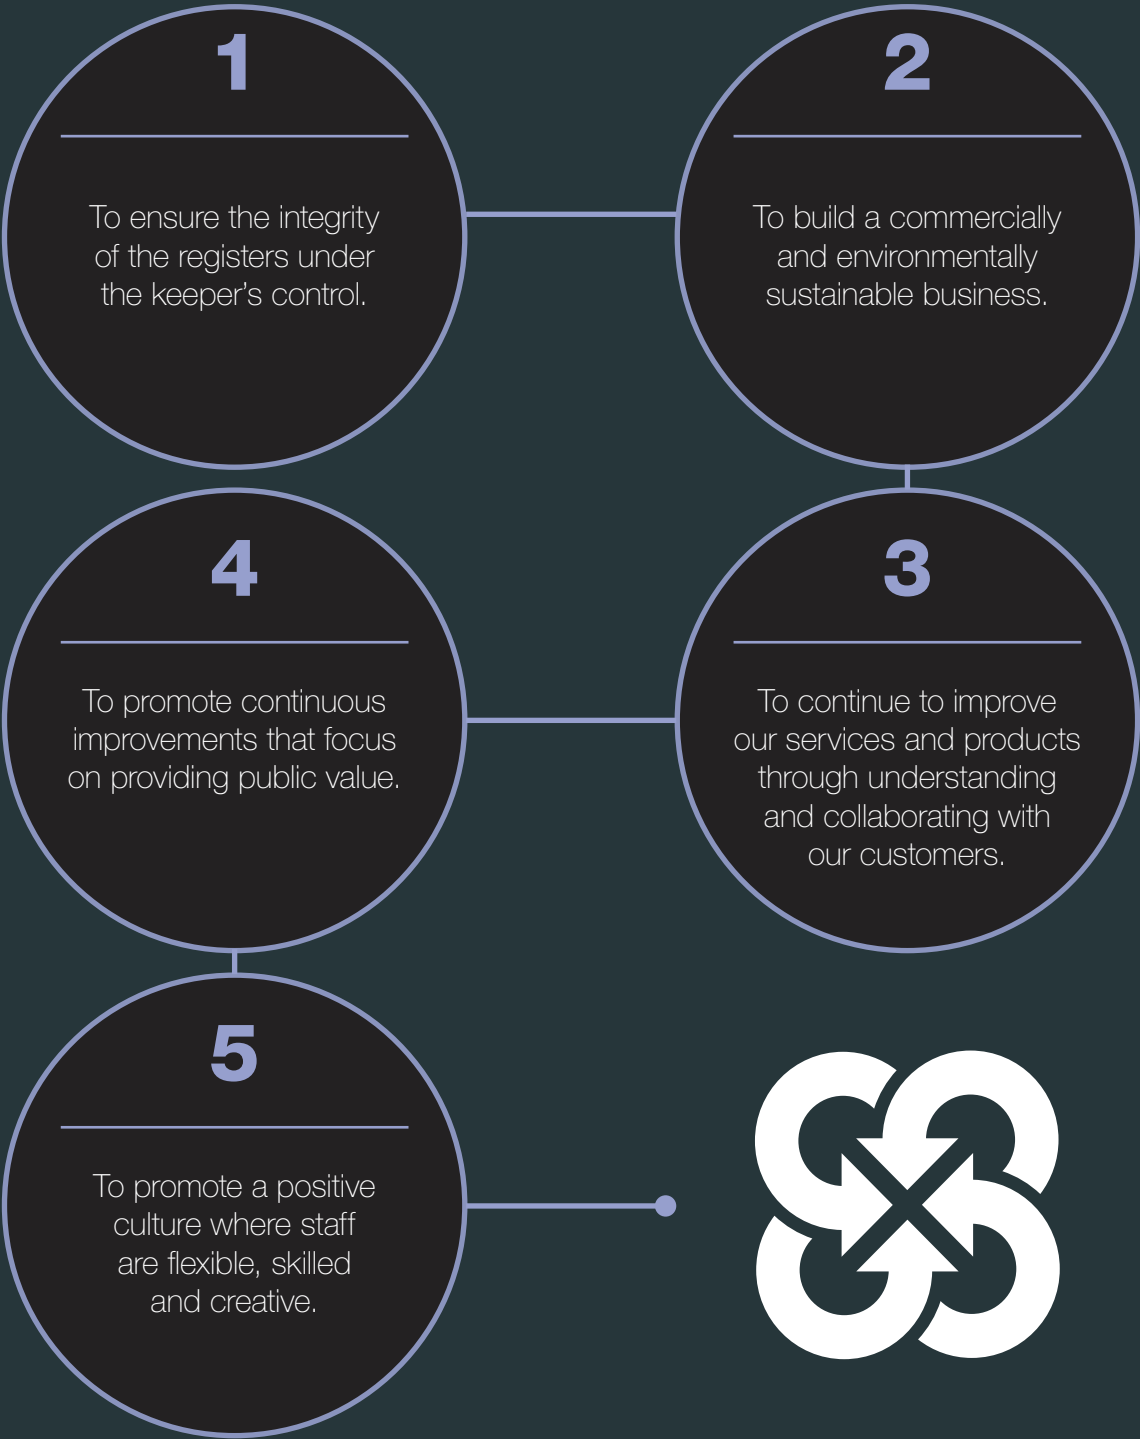 1
To ensure the integrity
of the registers under
the keeper’s control.
2
To build a commercially
and environmentally
sustainable business.
3
To continue to improve
our services and products
through understanding
and collaborating with
our customers.
4
To promote continuous
improvements that focus
on providing public value.
5
To promote a positive
culture where staff
are flexible, skilled
and creative.